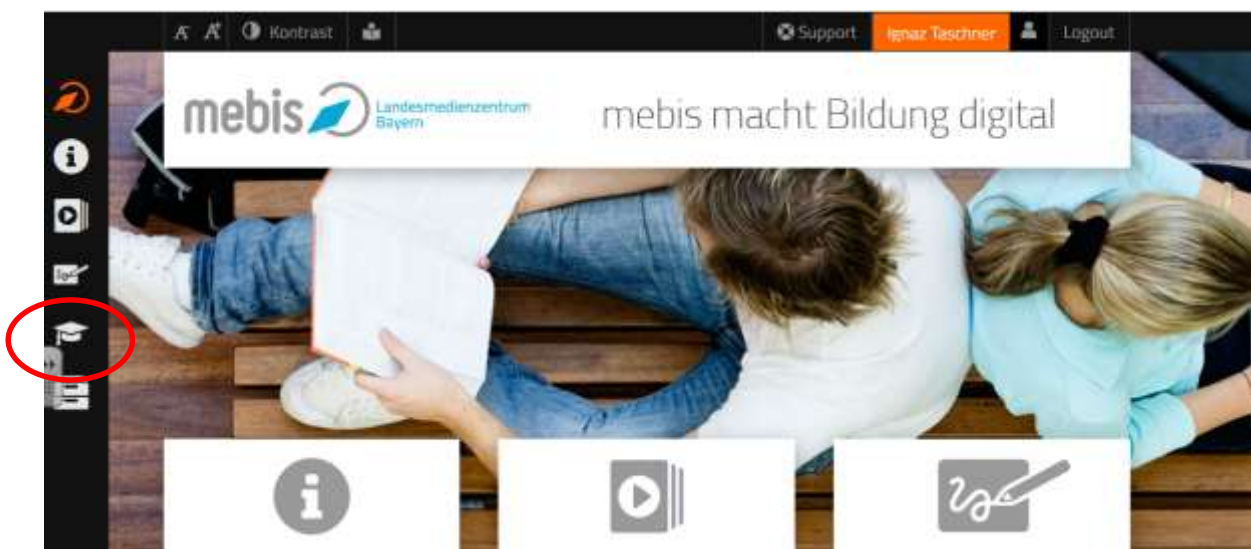 Kontrast
Support
Ignaz Taschner
Logout
mebis
Landesmedienzentrum
Bayern
mebis macht Bildung digital